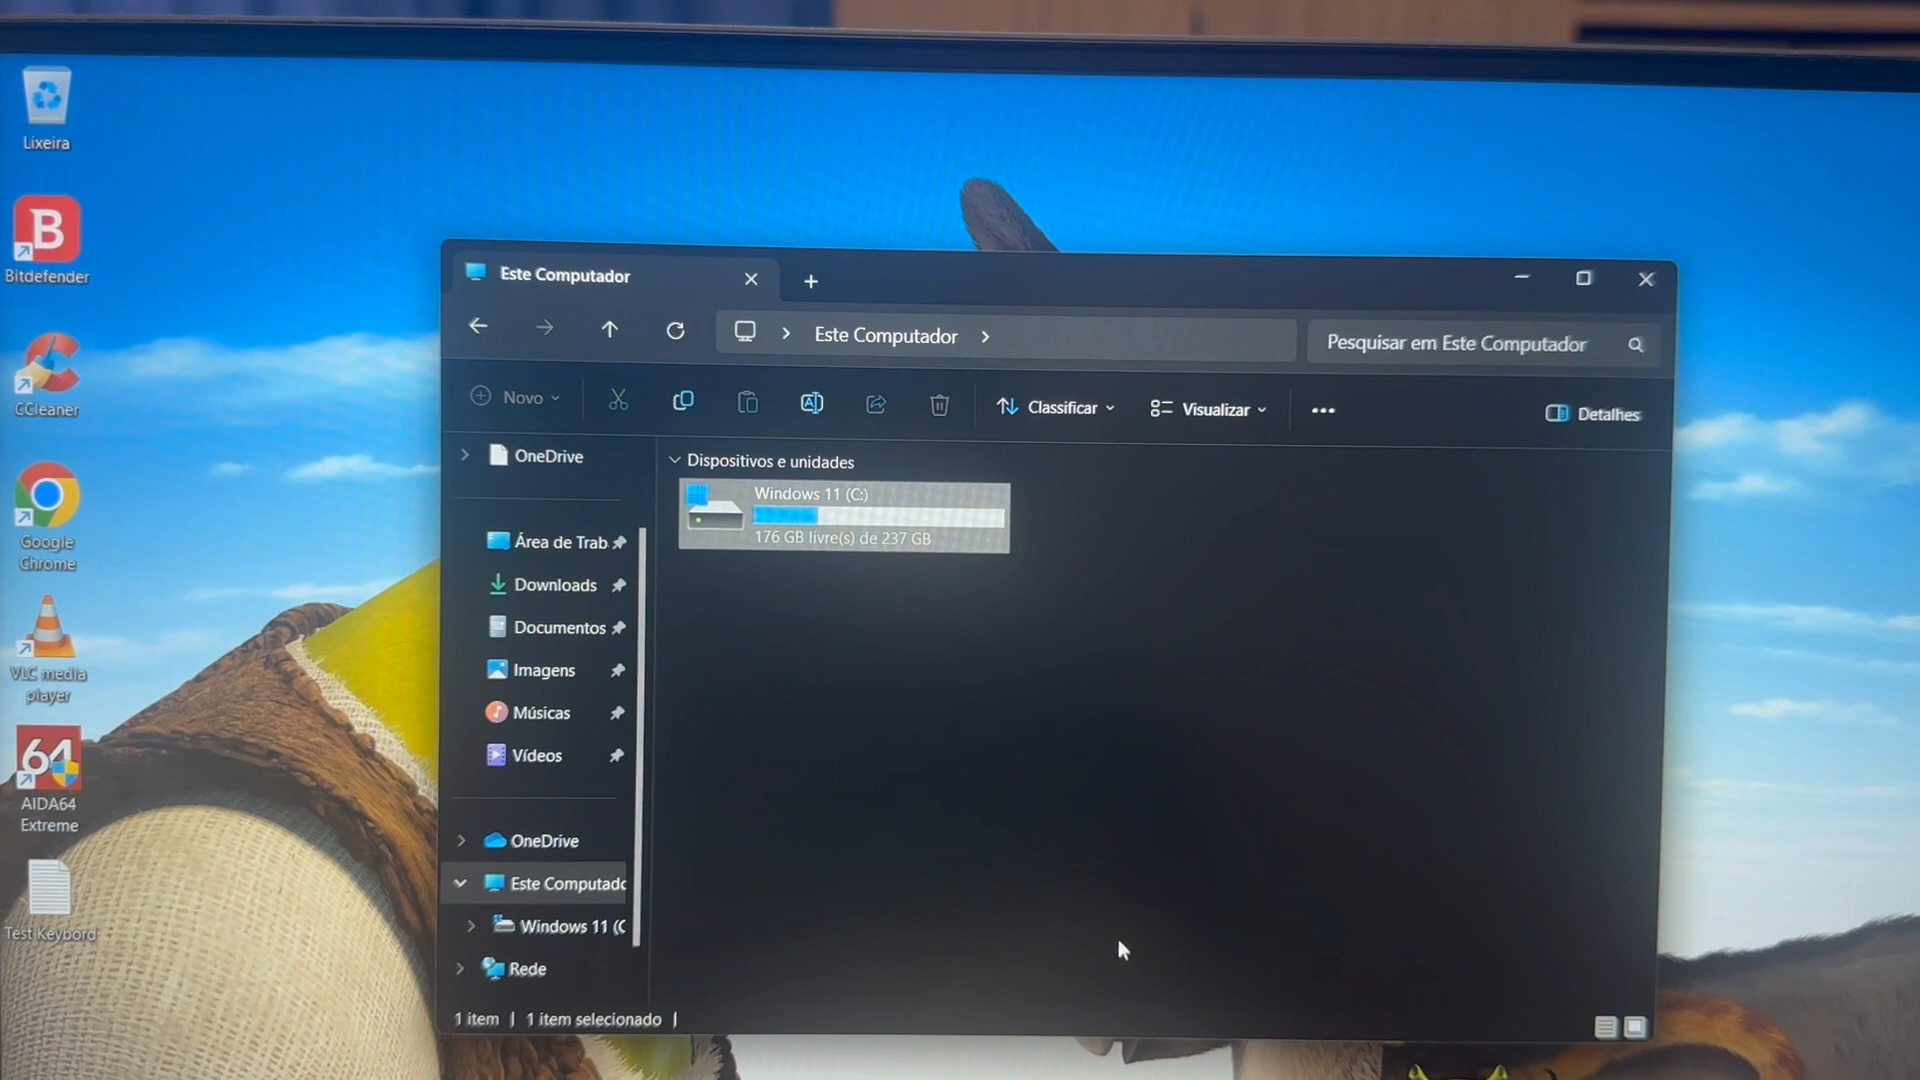 Lixeira
B
Bitdefender
CCleaner
Google
Chrome
VLC media
player
64
AIDA64
Extreme
Test Keybord
Este Computador
Este Computador
Pesquisar em Este Computador
Novo
A
Classificar
Visualizar
Detalhes
OneDrive
Área de Trab
Downloads
Documentos
Imagens
Músicas
Vídeos
OneDrive
Este Computado
Windows 11 (C
Rede
Dispositivos e unidades
Windows 11 (C:)
176 GB livre(s) de 237 GB
1 item | 1 item selecionado |